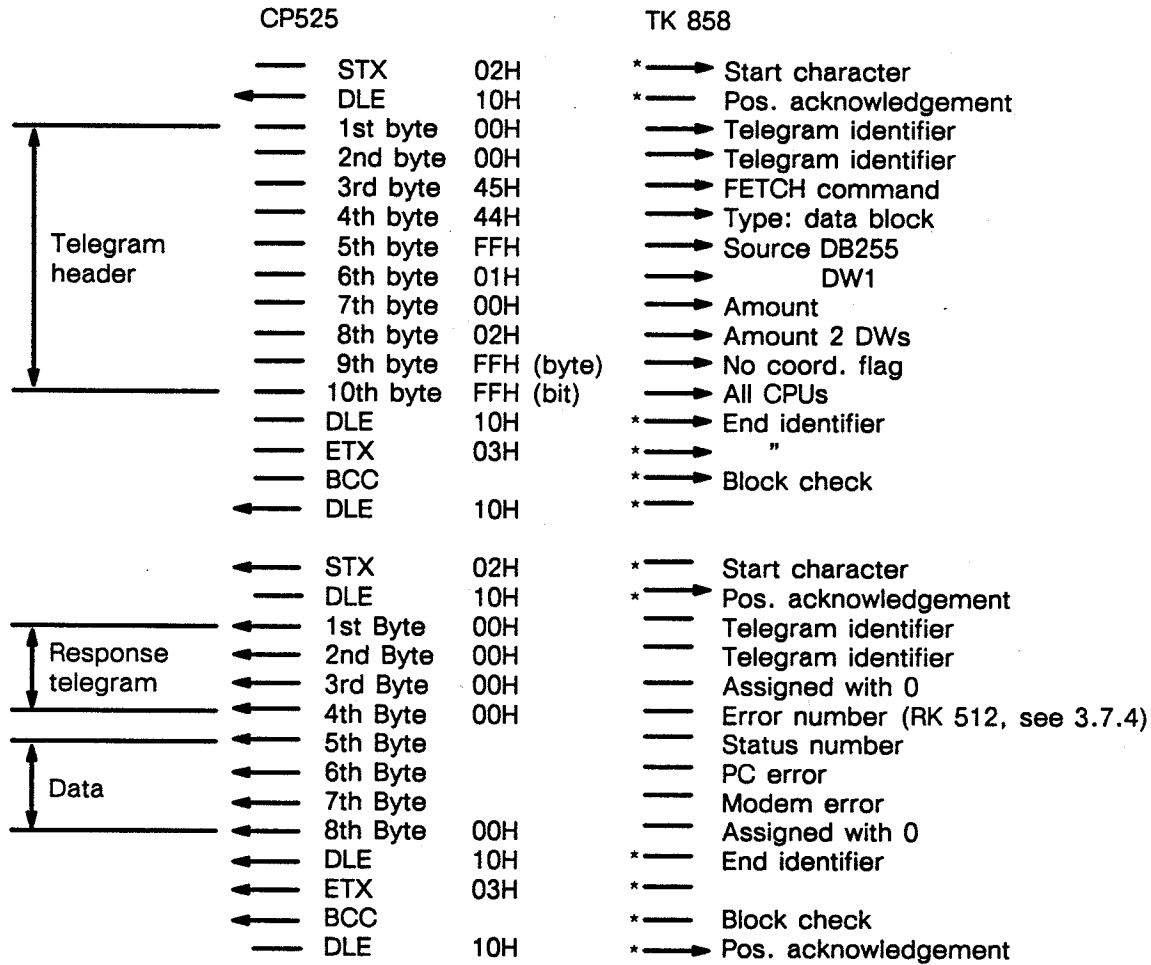 CP525 TK 858
STX 02H * Start character
DLE 10H * Pos. acknowledgement
1st byte 00H Telegram identifier
2nd byte 00H Telegram identifier
3rd byte 45H FETCH command
4th byte 44H Type: data block
Telegram 5th byte FFH Source DB255
header 6th byte 01H DW1
7th byte 00H Amount
8th byte 02H Amount 2 DWs
9th byte FFH (byte) No coord. flag
10th byte FFH (bit) All CPUs
DLE 10H * End identifier
ETX 03H * "
BCC * Block check
DLE 10H *
STX 02H * Start character
DLE 10H * Pos. acknowledgement
1st Byte 00H Telegram identifier
Response 2nd Byte 00H Telegram identifier
telegram 3rd Byte 00H Assigned with 0
4th Byte 00H Error number (RK 512, see 3.7.4)
5th Byte Status number
6th Byte PC error
Data 7th Byte Modem error
8th Byte 00H Assigned with 0
DLE 10H * End identifier
ETX 03H *
BCC * Block check
DLE 10H * Pos. acknowledgement